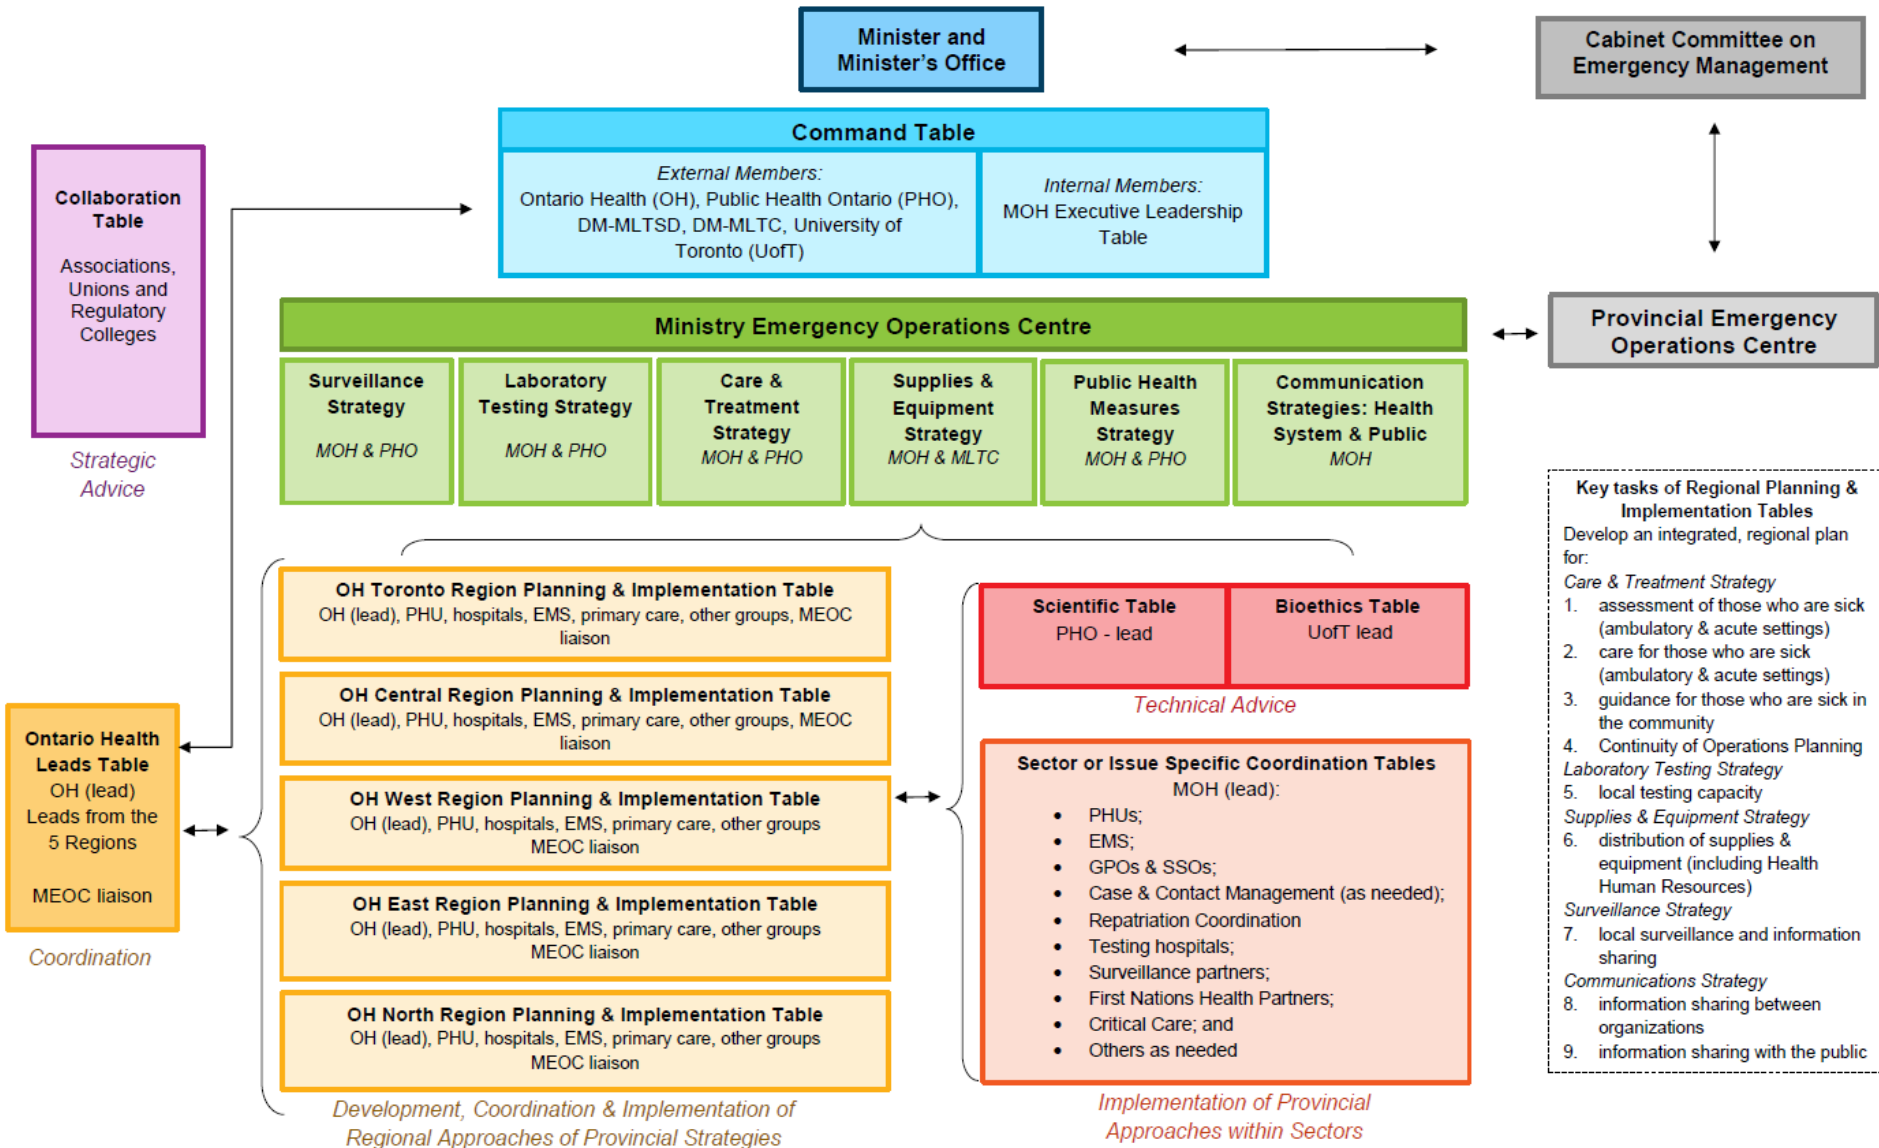 Minister and
Minister's Office
Cabinet Committee on
Emergency Management
Command Table
External Members:
Ontario Health (OH), Public Health Ontario (PHO),
DM-MLTSD, DM-MLTC, University of
Toronto (UofT)
Internal Members:
MOH Executive Leadership
Table
Collaboration
Table
Associations,
Unions and
Regulatory
Colleges
Strategic
Advice
Ministry Emergency Operations Centre
Provincial Emergency
Operations Centre
Surveillance
Strategy
MOH & PHO
Laboratory
Testing Strategy
MOH & PHO
Care &
Treatment
Strategy
MOH & PHO
Supplies &
Equipment
Strategy
MOH & MLTC
Public Health
Measures
Strategy
MOH & PHO
Communication
Strategies: Health
System & Public
MOH
Ontario Health
Leads Table
OH (lead)
Leads from the
5 Regions
MEOC liaison
Coordination
OH Toronto Region Planning & Implementation Table
OH (lead), PHU, hospitals, EMS, primary care, other groups, MEOC
liaison
OH Central Region Planning & Implementation Table
OH (lead), PHU, hospitals, EMS, primary care, other groups, MEOC
liaison
OH West Region Planning & Implementation Table
OH (lead), PHU, hospitals, EMS, primary care, other groups
MEOC liaison
OH East Region Planning & Implementation Table
OH (lead), PHU, hospitals, EMS, primary care, other groups
MEOC liaison
OH North Region Planning & Implementation Table
OH (lead), PHU, hospitals, EMS, primary care, other groups
MEOC liaison
Development, Coordination & Implementation of
Regional Approaches of Provincial Strategies
Scientific Table
PHO - lead
Bioethics Table
UofT lead
Technical Advice
Sector or Issue Specific Coordination Tables
MOH (lead):
• PHUs;
• EMS;
• GPOs & SSOs;
• Case & Contact Management (as needed);
• Repatriation Coordination
• Testing hospitals;
• Surveillance partners;
• First Nations Health Partners;
• Critical Care; and
• Others as needed
Implementation of Provincial
Approaches within Sectors
Key tasks of Regional Planning &
Implementation Tables
Develop an integrated, regional plan
for:
Care & Treatment Strategy
1. assessment of those who are sick
(ambulatory & acute settings)
2. care for those who are sick
(ambulatory & acute settings)
3. guidance for those who are sick in
the community
4. Continuity of Operations Planning
Laboratory Testing Strategy
5. local testing capacity
Supplies & Equipment Strategy
6. distribution of supplies &
equipment (including Health
Human Resources)
Surveillance Strategy
7. local surveillance and information
sharing
Communications Strategy
8. information sharing between
organizations
9. information sharing with the public